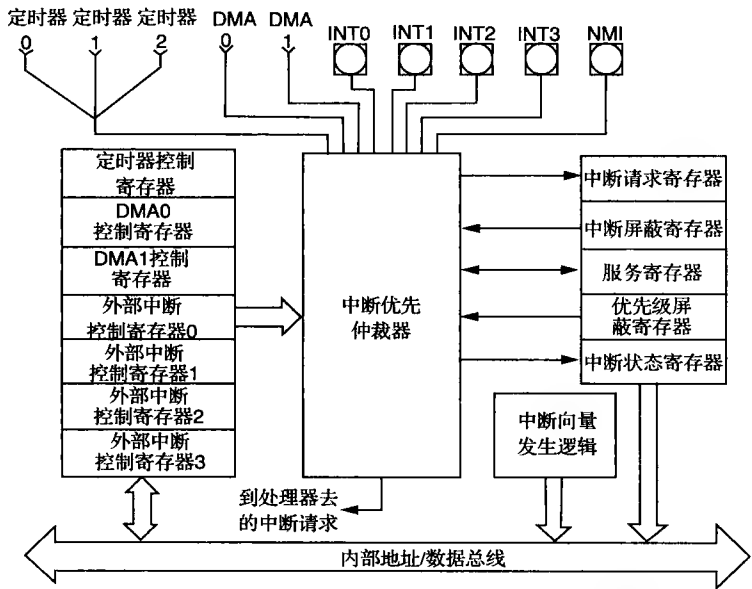 定时器 定时器 定时器 DMA DMA
0 1 2 0 1
INT0 INT1 INT2 INT3 NMI
定时器控制
寄存器
DMA0
控制寄存器
DMA1控制
寄存器
外部中断
控制寄存器0
外部中断
控制寄存器1
外部中断
控制寄存器2
外部中断
控制寄存器3
中断优先
仲裁器
中断请求寄存器
中断屏蔽寄存器
服务寄存器
优先级屏
蔽寄存器
中断状态寄存器
中断向量
发生逻辑
到处理器去
的中断请求
内部地址/数据总线